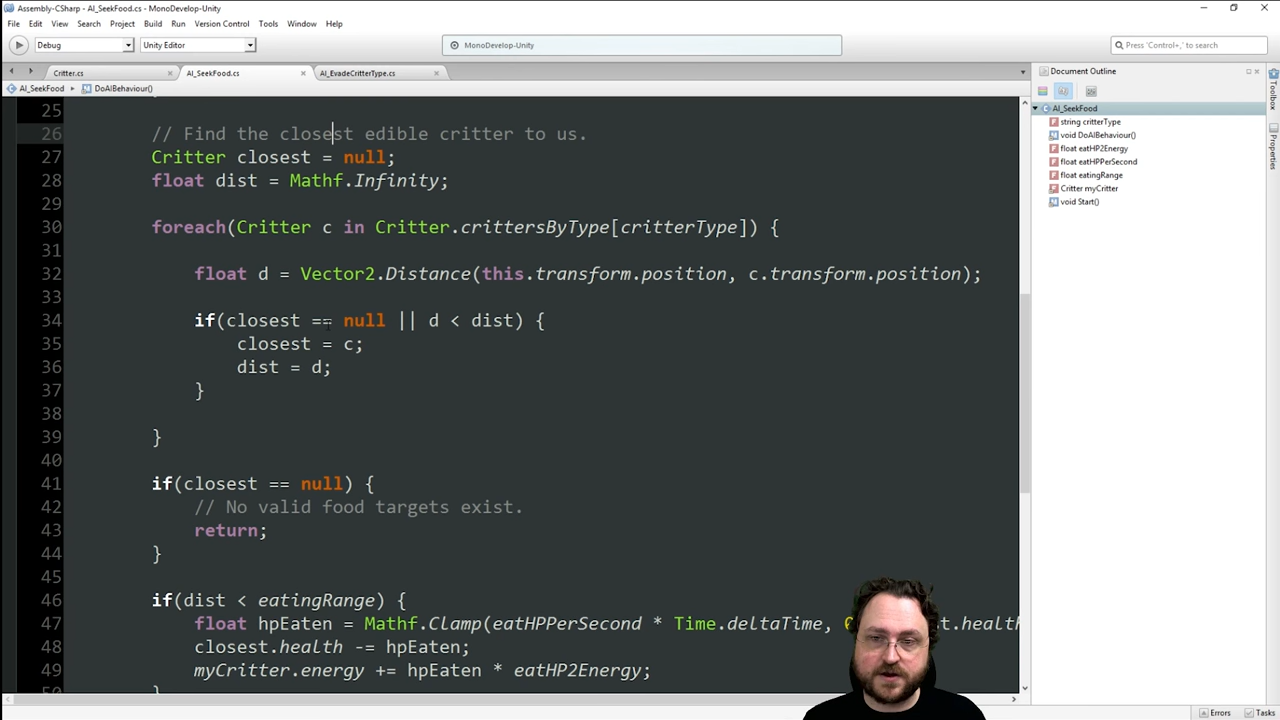 Assembly-CSharp - AI_SeekFood.cs - MonoDevelop-Unity
File Edit View Search Project Build Run Version Control Tools Window Help
Debug Unity Editor MonoDevelop-Unity Press 'Control+,' to search
Critter.cs AI_SeekFood.cs AI_EvadeCritterType.cs
AI_SeekFood DoAIBehaviour()
25
26 // Find the closest edible critter to us.
27 Critter closest = null;
28 float dist = Mathf.Infinity;
29
30 foreach(Critter c in Critter.crittersByType[critterType]) {
31
32 float d = Vector2.Distance(this.transform.position, c.transform.position);
33
34 if(closest == null || d < dist) {
35 closest = c;
36 dist = d;
37 }
38
39 }
40
41 if(closest == null) {
42 // No valid food targets exist.
43 return;
44 }
45
46 if(dist < eatingRange) {
47 float hpEaten = Mathf.Clamp(eatHPPerSecond * Time.deltaTime, st.health
48 closest.health -= hpEaten;
49 myCritter.energy += hpEaten * eatHP2Energy;
50 }
Document Outline
AI_SeekFood
string critterType
void DoAIBehaviour()
float eatHP2Energy
float eatHPPerSecond
float eatingRange
Critter myCritter
void Start()
Toolbox
Properties
Errors Tasks